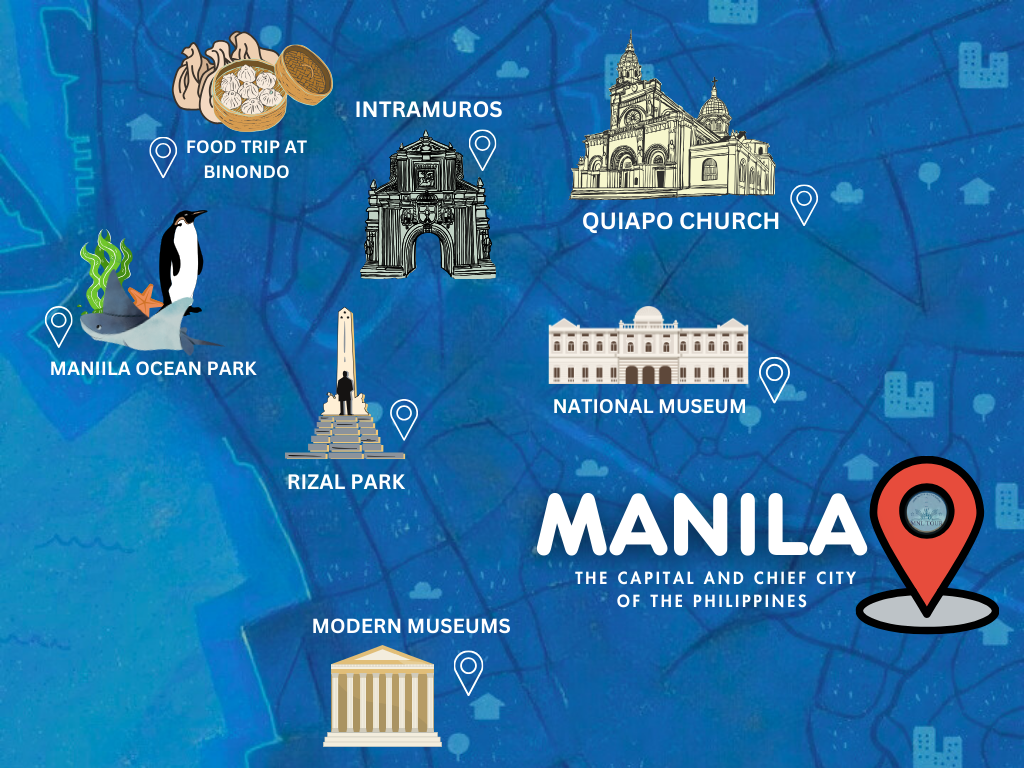 INTRAMUROS
FOOD TRIP AT
BINONDO
QUIAPO CHURCH
MANIILA OCEAN PARK
NATIONAL MUSEUM
RIZAL PARK
MANILA
MNL TOUR
THE CAPITAL AND CHIEF CITY
OF THE PHILIPPINES
MODERN MUSEUMS